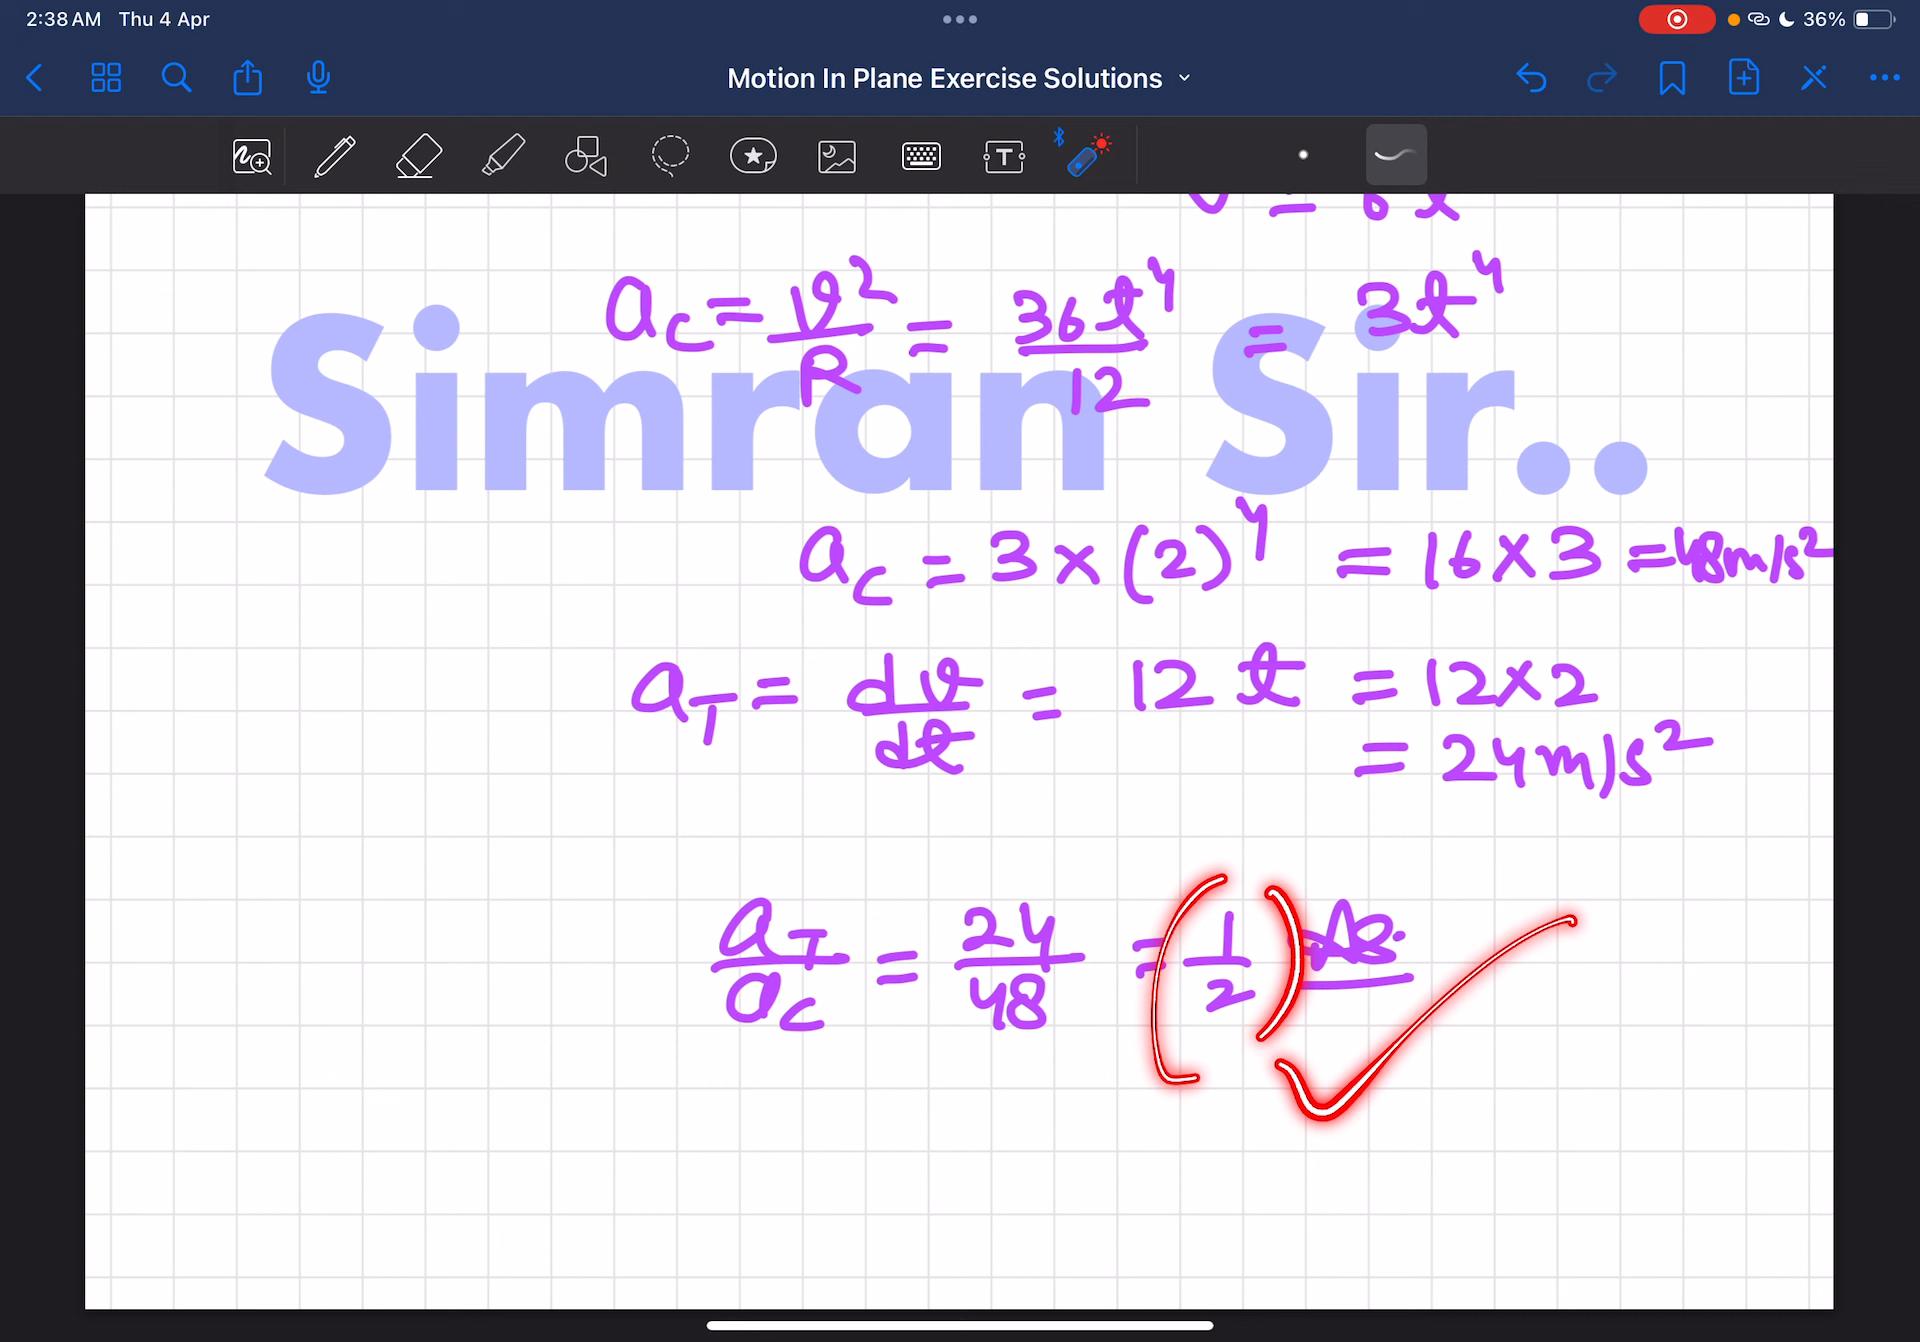 2:38 AM Thu 4 Apr
36%
Motion In Plane Exercise Solutions
a_C = v²/R = 36t⁴/12 = 3t⁴
Simran Sir..
a_C = 3 × (2)⁴ = 16 × 3 = 48 m/s²
a_T = dv/dt = 12 t = 12 × 2
= 24 m/s²
a_T/a_C = 24/48 = (1/2)